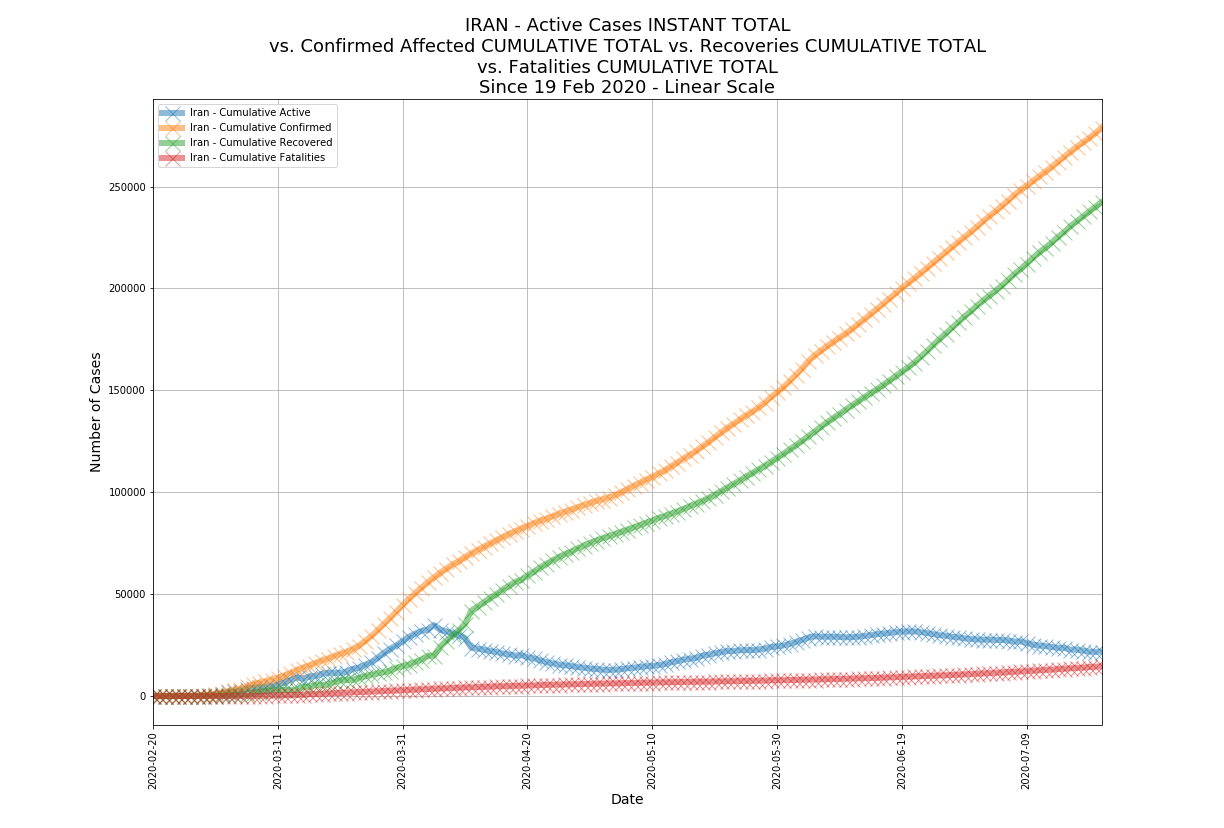 IRAN - Active Cases INSTANT TOTAL
vs. Confirmed Affected CUMULATIVE TOTAL vs. Recoveries CUMULATIVE TOTAL
vs. Fatalities CUMULATIVE TOTAL
Since 19 Feb 2020 - Linear Scale
Iran - Cumulative Active
Iran - Cumulative Confirmed
Iran - Cumulative Recovered
Iran - Cumulative Fatalities
Number of Cases
250000
200000
150000
100000
50000
0
2020-02-20
2020-03-11
2020-03-31
2020-04-20
2020-05-10
2020-05-30
2020-06-19
2020-07-09
Date